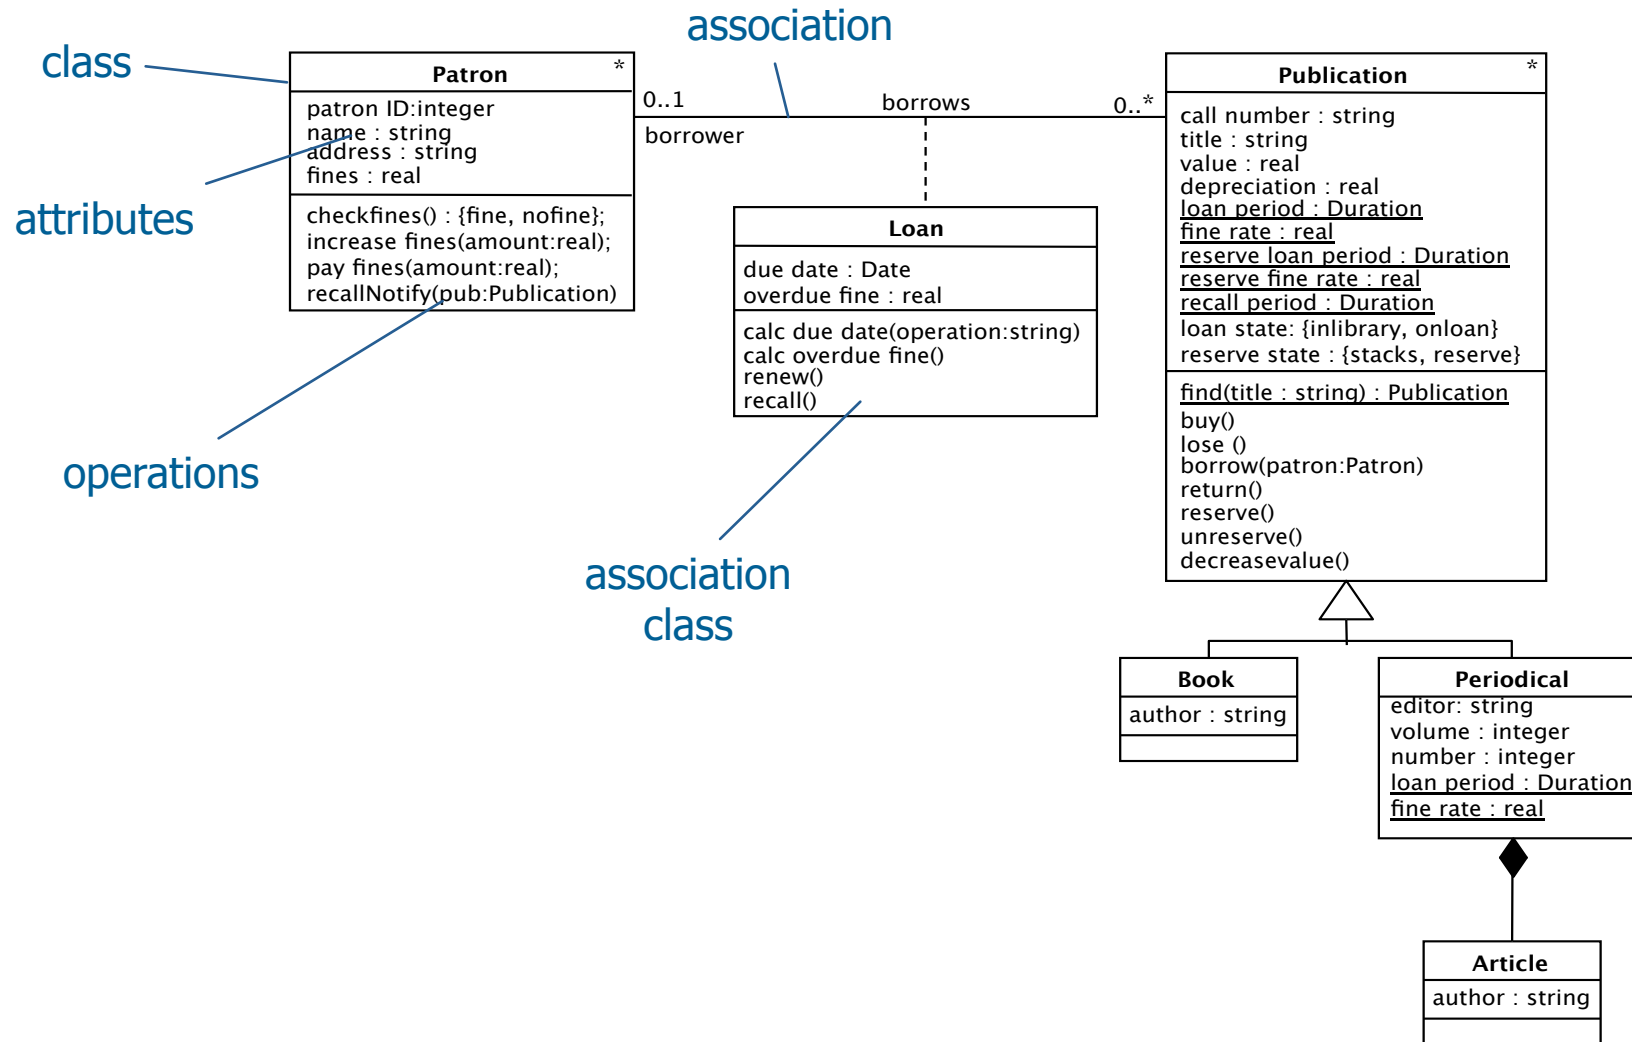 association
class
Patron *
patron ID:integer
name : string
address : string
fines : real
checkfines() : {fine, nofine};
increase fines(amount:real);
pay fines(amount:real);
recallNotify(pub:Publication)
attributes
operations
0..1
borrows
0..*
borrower
Loan
due date : Date
overdue fine : real
calc due date(operation:string)
calc overdue fine()
renew()
recall()
association
class
Publication *
call number : string
title : string
value : real
depreciation : real
loan period : Duration
fine rate : real
reserve loan period : Duration
reserve fine rate : real
recall period : Duration
loan state: {inlibrary, onloan}
reserve state : {stacks, reserve}
find(title : string) : Publication
buy()
lose ()
borrow(patron:Patron)
return()
reserve()
unreserve()
decreasevalue()
Book
author : string
Periodical
editor: string
volume : integer
number : integer
loan period : Duration
fine rate : real
Article
author : string